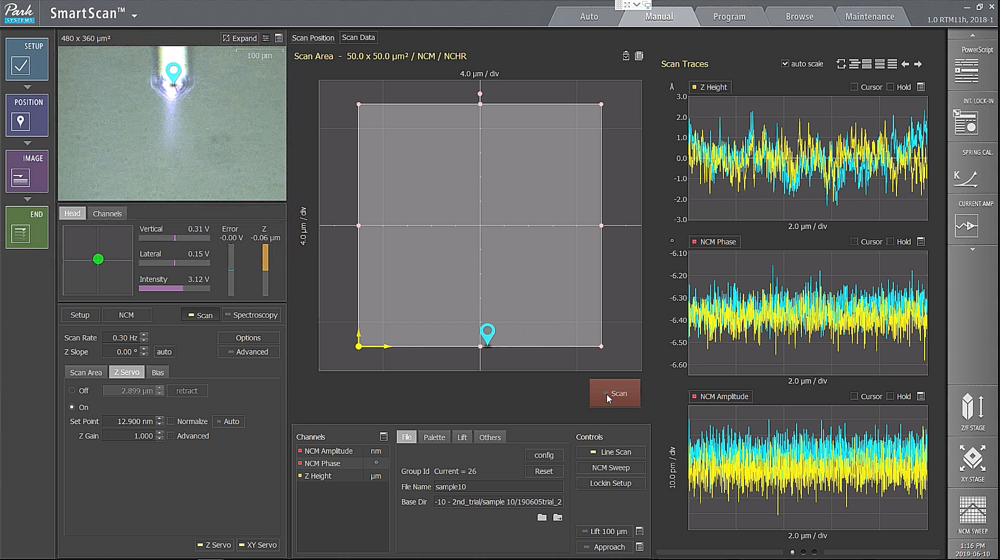 Park
SYSTEMS
SmartScan™
Auto
Manual
Program
Browse
Maintenance
1.0 RTM11h, 2018-1
SETUP
POSITION
IMAGE
END
480 x 360 µm²
Expand
100 µm
Head
Channels
Vertical 0.31 V
Lateral 0.15 V
Intensity 3.12 V
Error
-0.00 V
Z
-0.06 µm
Setup
NCM
Scan
Spectroscopy
Scan Rate 0.30 Hz
Options
Z Slope 0.00 ° auto
Advanced
Scan Area
Z Servo
Bias
Off 2.899 µm retract
On
Set Point 12.900 nm Normalize Auto
Z Gain 1.000 Advanced
Z Servo
XY Servo
Scan Position
Scan Data
Scan Area - 50.0 x 50.0 µm² / NCM / NCHR
4.0 µm / div
4.0 µm / div
Scan
Channels
NCM Amplitude nm
NCM Phase °
Z Height µm
File
Palette
Lift
Others
config
Group Id Current = 26
Reset
File Name sample10
Base Dir -10 - 2nd_trial/sample 10/190605trial_2
Controls
Line Scan
NCM Sweep
Lockin Setup
Lift 100 µm
Approach
Scan Traces
auto scale
Å
Z Height
Cursor
Hold
3.0
2.0
1.0
0.0
-1.0
-2.0
-3.0
2.0 µm / div
°
NCM Phase
Cursor
Hold
-6.10
-6.20
-6.30
-6.40
-6.50
-6.60
2.0 µm / div
NCM Amplitude
Cursor
Hold
10.0 pm / div
2.0 µm / div
PowerScript
INT. LOCK-IN
SPRING CAL.
K
CURRENT AMP
Z/F STAGE
XY STAGE
NCM SWEEP
1:16 PM
2019-06-10